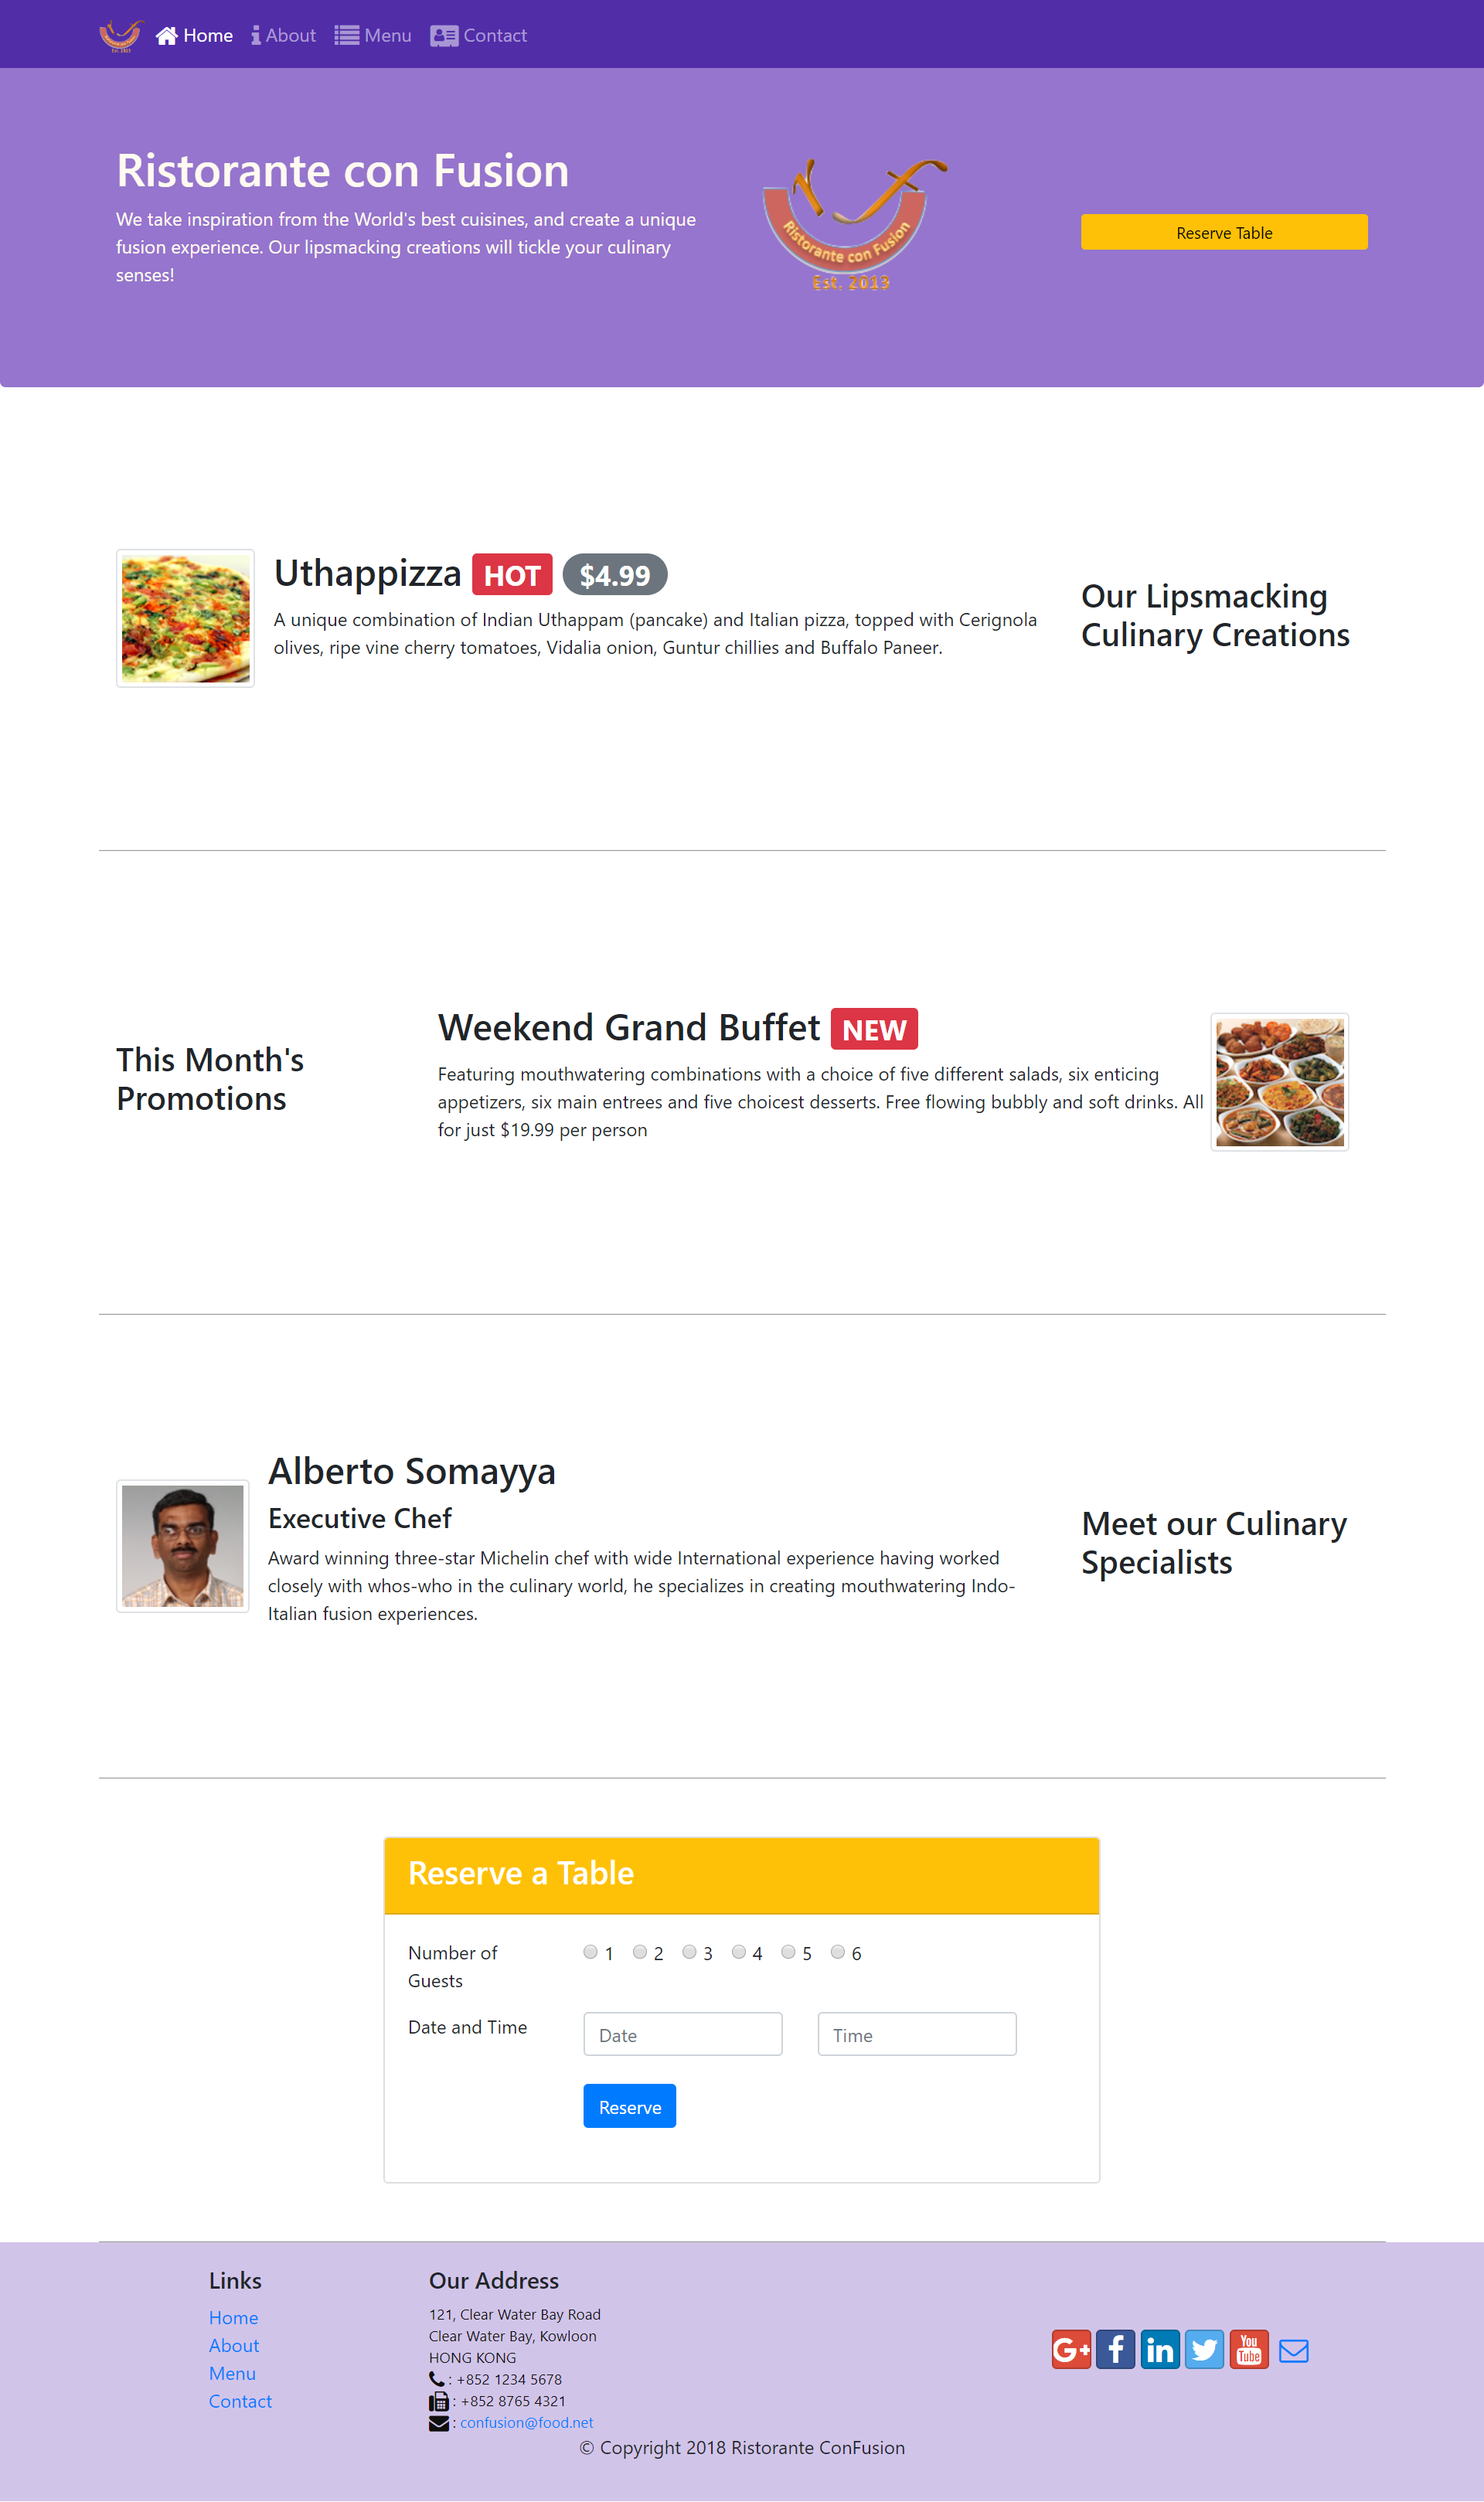 Home About Menu Contact
Ristorante con Fusion
We take inspiration from the World's best cuisines, and create a unique
fusion experience. Our lipsmacking creations will tickle your culinary
senses!
Ristorante con Fusion
Est. 2013
Reserve Table
Uthappizza HOT $4.99
A unique combination of Indian Uthappam (pancake) and Italian pizza, topped with Cerignola
olives, ripe vine cherry tomatoes, Vidalia onion, Guntur chillies and Buffalo Paneer.
Our Lipsmacking
Culinary Creations
This Month's
Promotions
Weekend Grand Buffet NEW
Featuring mouthwatering combinations with a choice of five different salads, six enticing
appetizers, six main entrees and five choicest desserts. Free flowing bubbly and soft drinks. All
for just $19.99 per person
Alberto Somayya
Executive Chef
Award winning three-star Michelin chef with wide International experience having worked
closely with whos-who in the culinary world, he specializes in creating mouthwatering Indo-
Italian fusion experiences.
Meet our Culinary
Specialists
Reserve a Table
Number of
Guests
1 2 3 4 5 6
Date and Time
Date Time
Reserve
Links
Home
About
Menu
Contact
Our Address
121, Clear Water Bay Road
Clear Water Bay, Kowloon
HONG KONG
: +852 1234 5678
: +852 8765 4321
: confusion@food.net
G+ f in You Tube
© Copyright 2018 Ristorante ConFusion